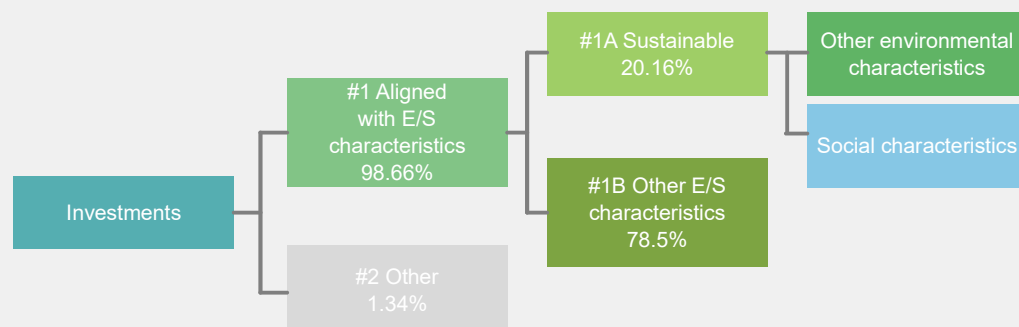 Investments
#1 Aligned
with E/S
characteristics
98.66%
#2 Other
1.34%
#1A Sustainable
20.16%
#1B Other E/S
characteristics
78.5%
Other environmental
characteristics
Social characteristics